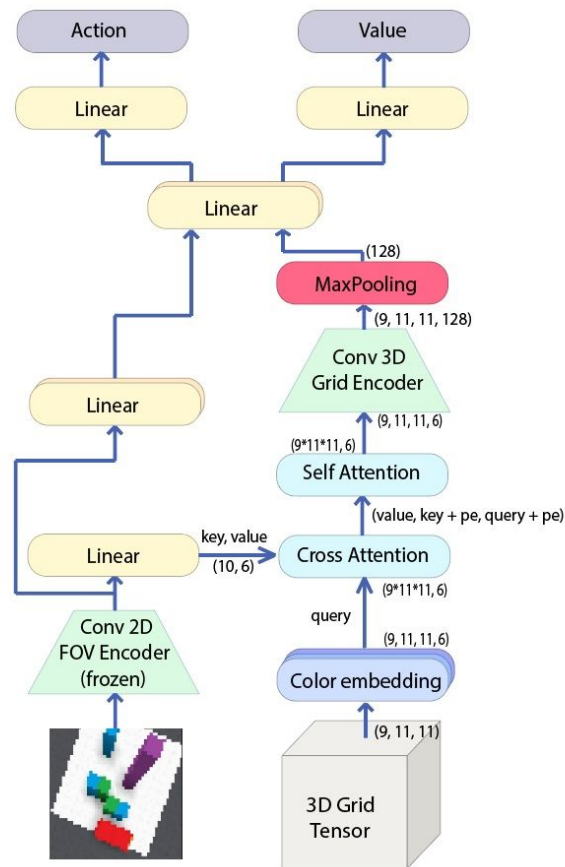 Action
Value
Linear
Linear
Linear
(128)
MaxPooling
(9, 11, 11, 128)
Conv 3D
Grid Encoder
Linear
(9*11*11, 6)
(9, 11, 11, 6)
Self Attention
(value, key + pe, query + pe)
key, value
Linear
Cross Attention
(10, 6)
(9*11*11, 6)
query
Conv 2D
FOV Encoder
(frozen)
(9, 11, 11, 6)
Color embedding
(9, 11, 11)
3D Grid
Tensor